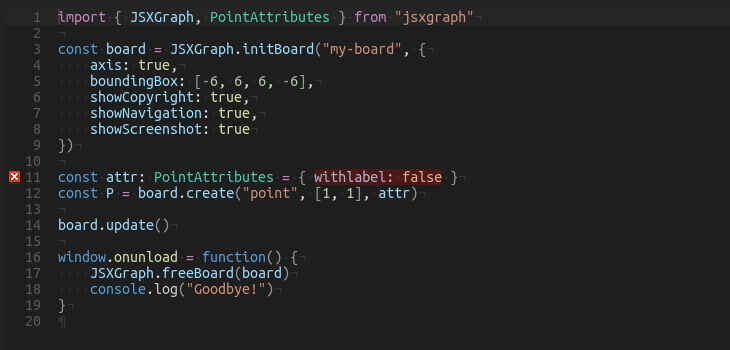 1 import { JSXGraph, PointAttributes } from "jsxgraph"
2
3 const board = JSXGraph.initBoard("my-board", {
4     axis: true,
5     boundingBox: [-6, 6, 6, -6],
6     showCopyright: true,
7     showNavigation: true,
8     showScreenshot: true
9 })
10
11 const attr: PointAttributes = { withlabel: false }
12 const P = board.create("point", [1, 1], attr)
13
14 board.update()
15
16 window.onunload = function() {
17     JSXGraph.freeBoard(board)
18     console.log("Goodbye!")
19 }
20